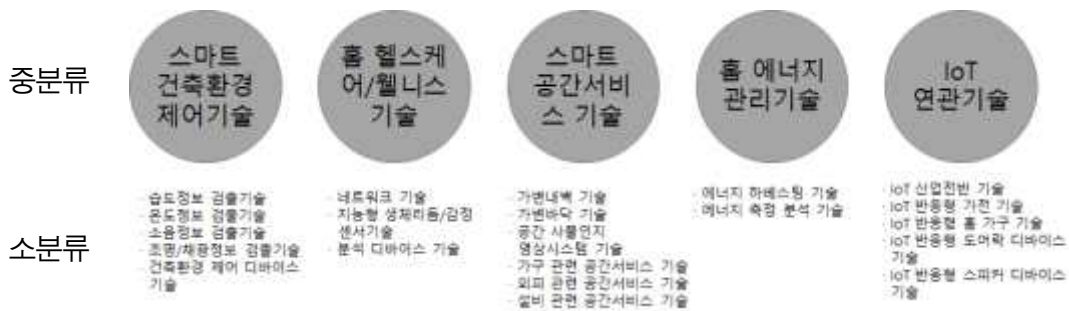 중분류
스마트
건축환경
제어기술
홈 헬스케
어/웰니스
기술
스마트
공간서비
스 기술
홈 에너지
관리기술
IoT
연관기술
소분류
· 습도정보 검출기술
· 온도정보 검출기술
· 소음정보 검출기술
· 조명/채광정보 검출기술
· 건축환경 제어 디바이스
기술
· 네트워크 기술
· 지능형 생체리듬/감정
센서기술
· 분석 디바이스 기술
· 가변내벽 기술
· 가변바닥 기술
· 공간 사물인지
영상시스템 기술
· 가구 관련 공간서비스 기술
· 외피 관련 공간서비스 기술
· 설비 관련 공간서비스 기술
· 에너지 하베스팅 기술
· 에너지 측정 분석 기술
· IoT 산업전반 기술
· IoT 반응형 가전 기술
· IoT 반응형 홈 가구 기술
· IoT 반응형 도어락 디바이스
기술
· IoT 반응형 스피커 디바이스
기술